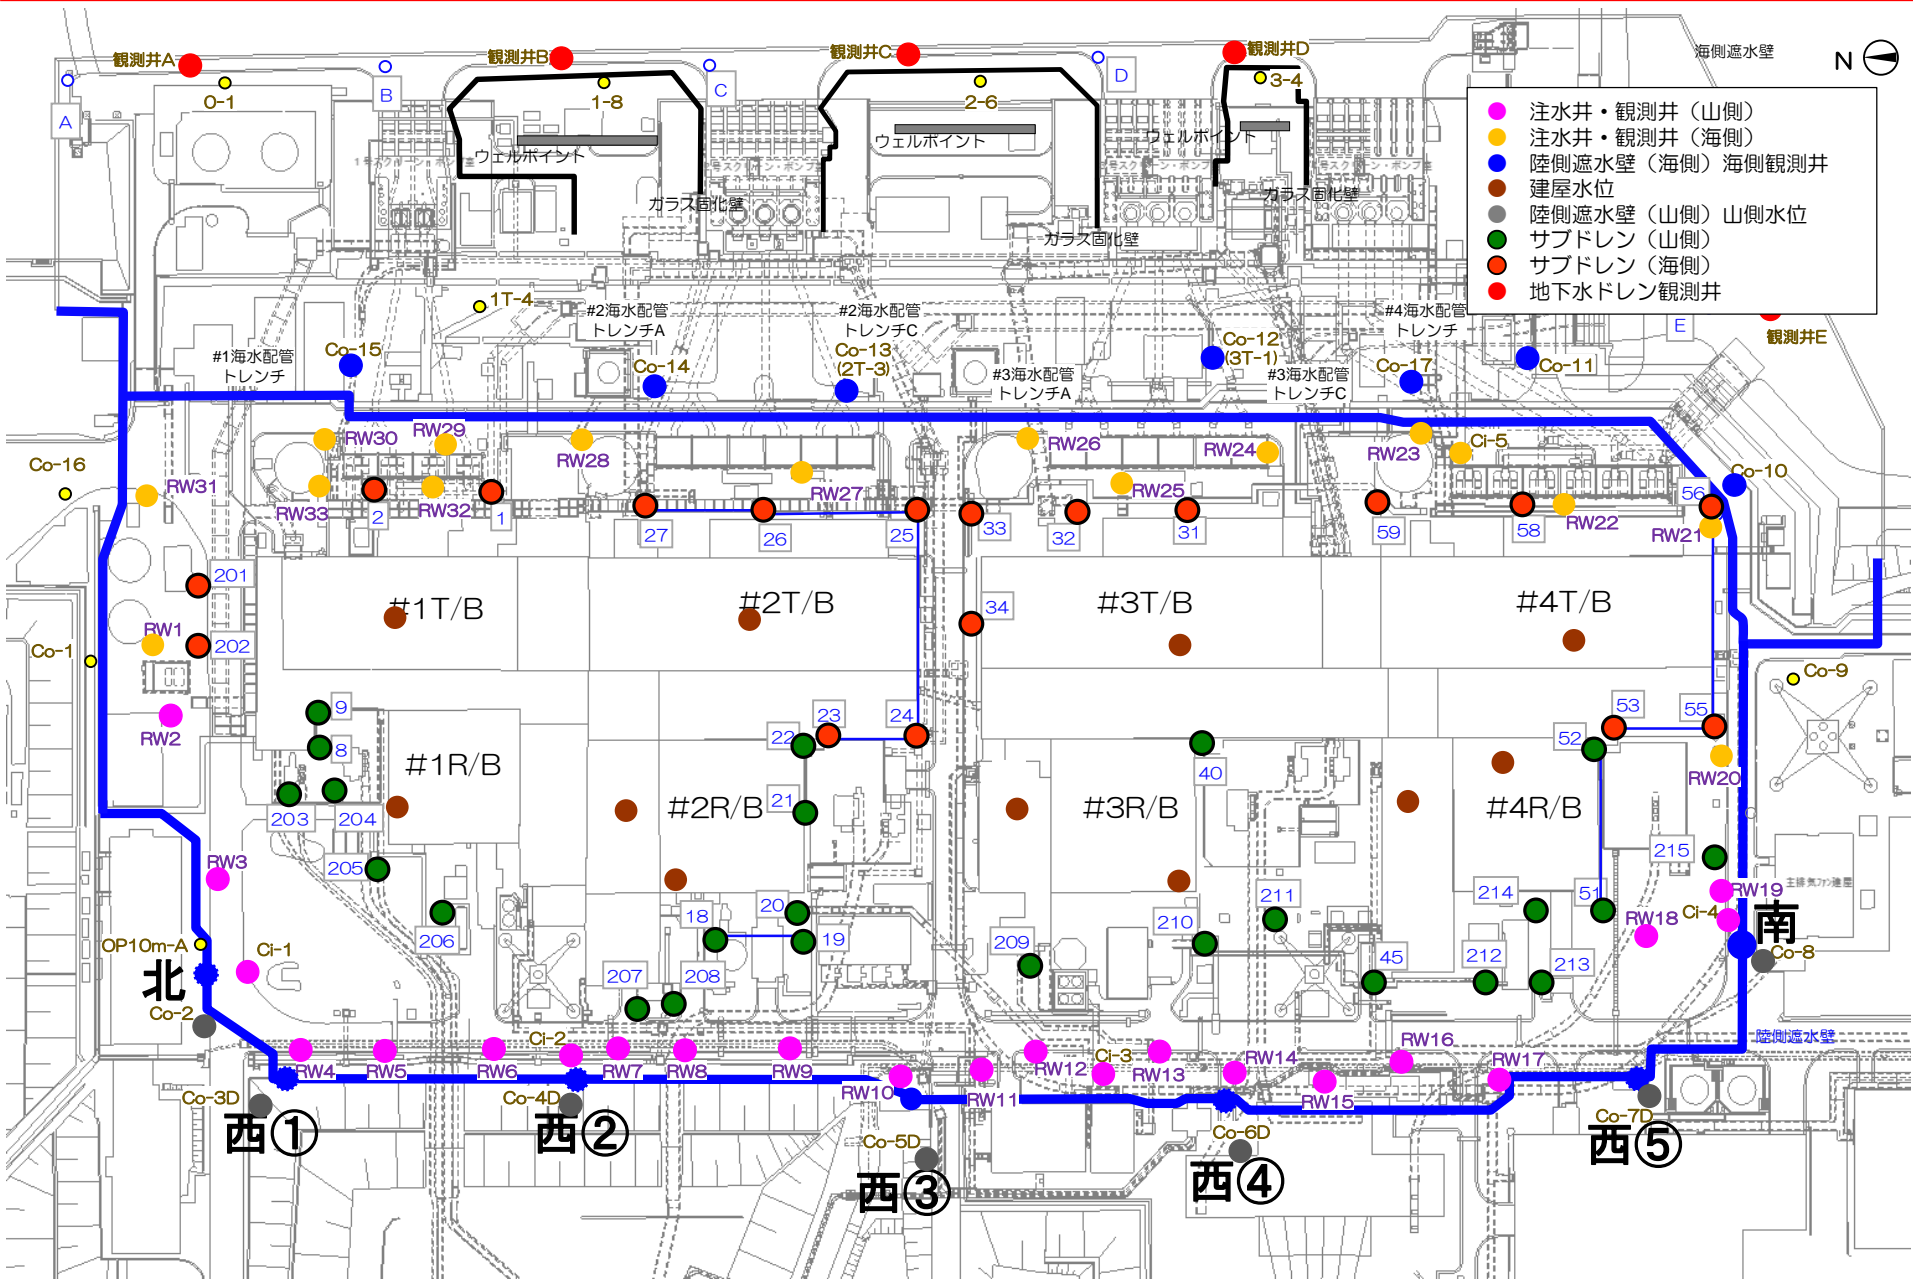 観測井A
観測井B
観測井C
観測井D
海側遮水壁
N
0-1
1-8
2-6
3-4
A
B
C
D
注水井・観測井（山側）
注水井・観測井（海側）
陸側遮水壁（海側）海側観測井
建屋水位
陸側遮水壁（山側）山側水位
サブドレン（山側）
サブドレン（海側）
地下水ドレン観測井
ウェルポイント
ウェルポイント
ウェルポイント
ガラス固化壁
ガラス固化壁
ガラス固化壁
E
観測井E
1T-4
#1海水配管
トレンチ
#2海水配管
トレンチA
#2海水配管
トレンチC
#3海水配管
トレンチA
#3海水配管
トレンチC
#4海水配管
トレンチ
Co-15
Co-14
Co-13
(2T-3)
Co-12
(3T-1)
Co-17
Co-11
Co-16
RW31
RW30
RW29
RW28
RW27
RW26
RW25
RW24
RW23
Ci-5
Co-10
RW33
2
RW32
1
27
26
25
33
32
31
59
58
RW22
56
RW21
201
202
RW1
Co-1
RW2
#1T/B
#2T/B
34
#3T/B
#4T/B
Co-9
9
8
203
204
205
206
#1R/B
22
23
24
21
#2R/B
40
#3R/B
52
53
55
RW20
#4R/B
215
主排気ファン建屋
RW3
OP10m-A
Ci-1
北
Co-2
18
20
19
207
208
209
210
211
45
214
212
213
51
RW18
RW19
Ci-4
南
Co-8
陸側遮水壁
RW4
RW5
RW6
Ci-2
RW7
RW8
RW9
RW10
RW11
RW12
Ci-3
RW13
RW14
RW15
RW16
RW17
Co-3D
西①
Co-4D
西②
Co-5D
西③
Co-6D
西④
Co-7D
西⑤